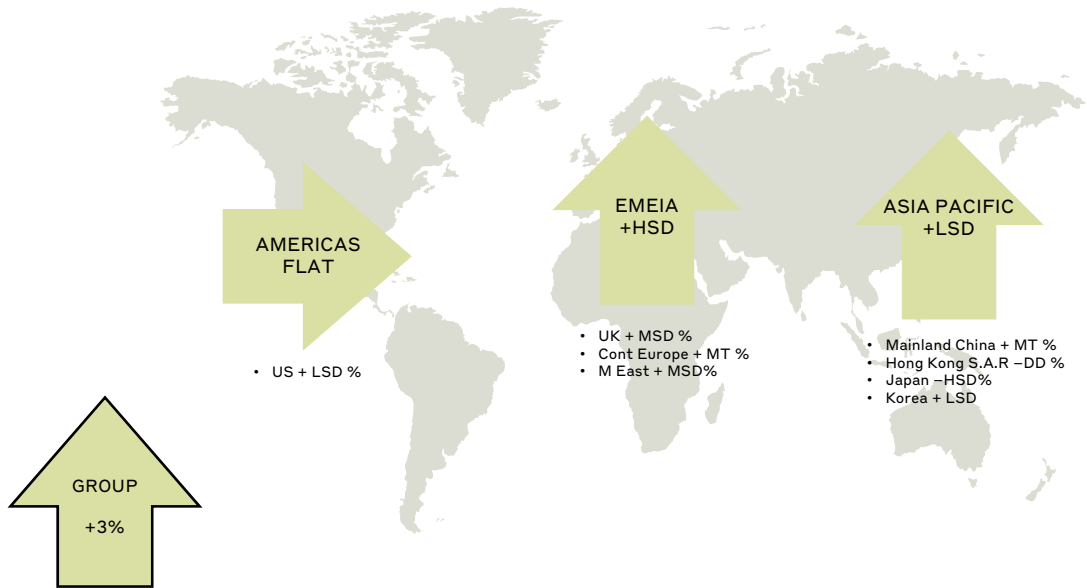 AMERICAS
FLAT
• US + LSD %
EMEIA
+HSD
• UK + MSD %
• Cont Europe + MT %
• M East + MSD%
ASIA PACIFIC
+LSD
• Mainland China + MT %
• Hong Kong S.A.R –DD %
• Japan –HSD%
• Korea + LSD
GROUP
+3%